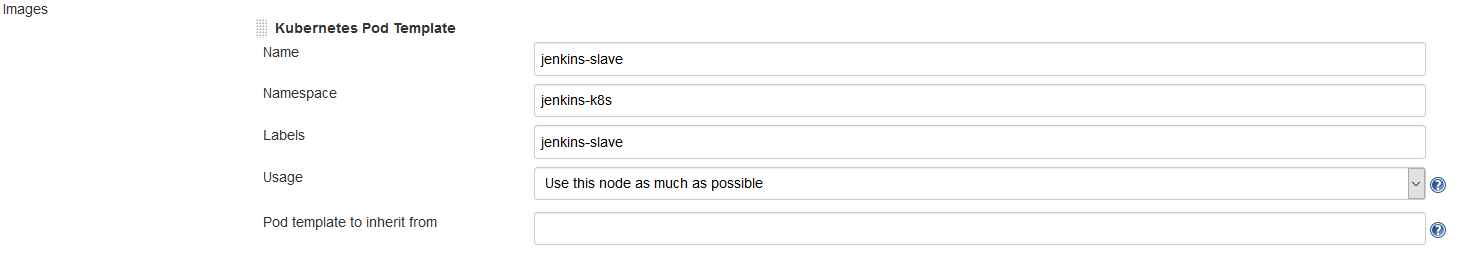 Images
Kubernetes Pod Template
Name
jenkins-slave
Namespace
jenkins-k8s
Labels
jenkins-slave
Usage
Use this node as much as possible
?
Pod template to inherit from
?